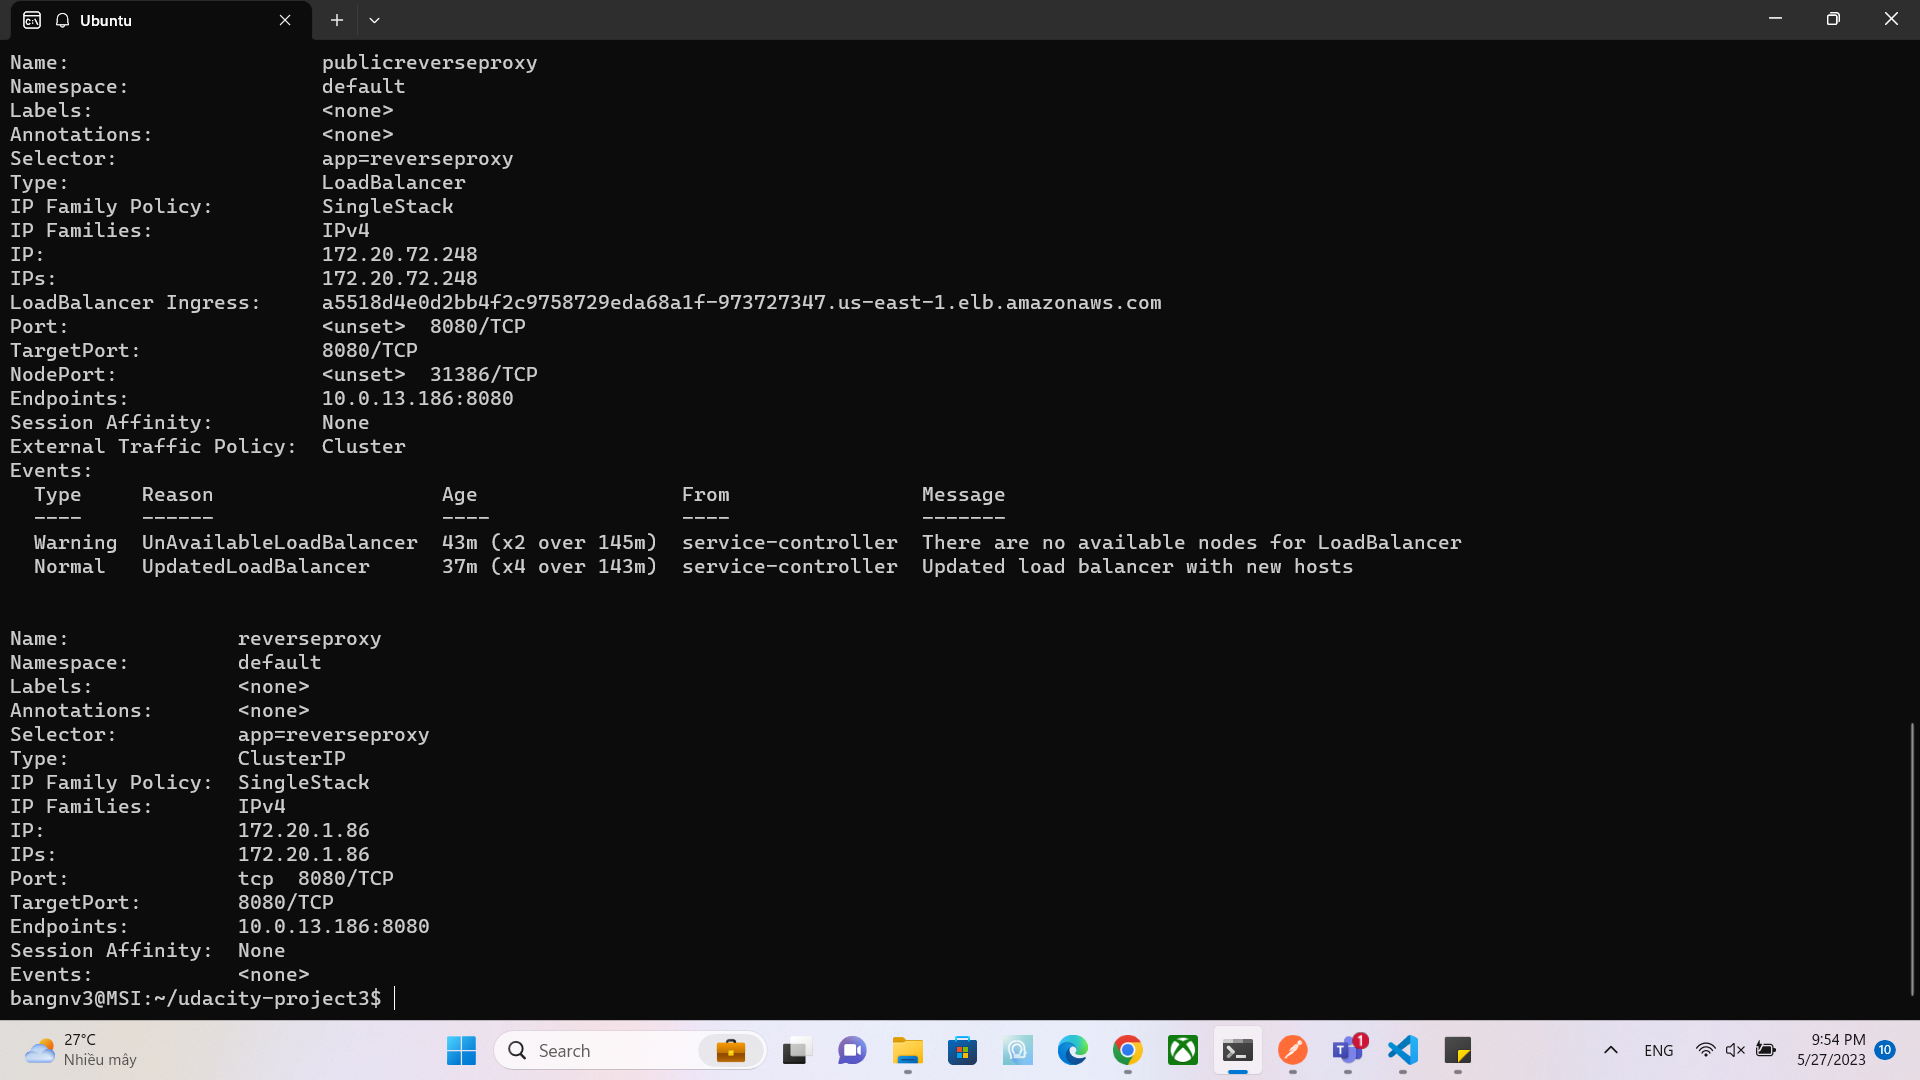 Ubuntu
Name: publicreverseproxy
Namespace: default
Labels: <none>
Annotations: <none>
Selector: app=reverseproxy
Type: LoadBalancer
IP Family Policy: SingleStack
IP Families: IPv4
IP: 172.20.72.248
IPs: 172.20.72.248
LoadBalancer Ingress: a5518d4e0d2bb4f2c9758729eda68a1f-973727347.us-east-1.elb.amazonaws.com
Port: <unset> 8080/TCP
TargetPort: 8080/TCP
NodePort: <unset> 31386/TCP
Endpoints: 10.0.13.186:8080
Session Affinity: None
External Traffic Policy: Cluster
Events:
Type Reason Age From Message
---- ------ ---- ---- -------
Warning UnAvailableLoadBalancer 43m (x2 over 145m) service-controller There are no available nodes for LoadBalancer
Normal UpdatedLoadBalancer 37m (x4 over 143m) service-controller Updated load balancer with new hosts
Name: reverseproxy
Namespace: default
Labels: <none>
Annotations: <none>
Selector: app=reverseproxy
Type: ClusterIP
IP Family Policy: SingleStack
IP Families: IPv4
IP: 172.20.1.86
IPs: 172.20.1.86
Port: tcp 8080/TCP
TargetPort: 8080/TCP
Endpoints: 10.0.13.186:8080
Session Affinity: None
Events: <none>
bangnv3@MSI:~/udacity-project3$
27°C
Nhiều mây
Search
1
ENG
9:54 PM
5/27/2023
10